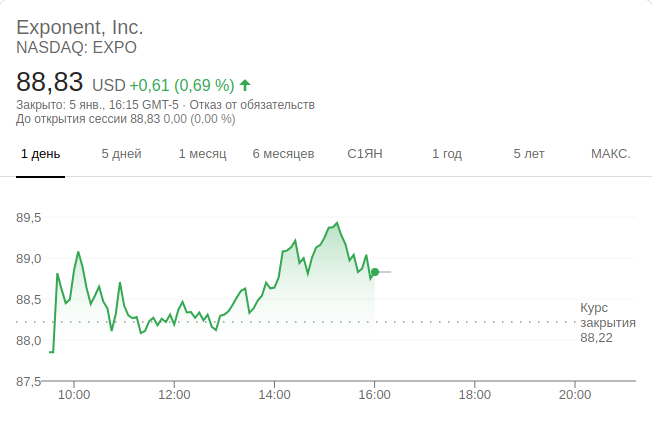 Exponent, Inc.
NASDAQ: EXPO
88,83 USD +0,61 (0,69 %)
Закрыто: 5 янв., 16:15 GMT-5 · Отказ от обязательств
До открытия сессии 88,83 0,00 (0,00 %)
1 день 5 дней 1 месяц 6 месяцев С1ЯН 1 год 5 лет МАКС.
89,5
89,0
88,5
88,0
87,5
Курс
закрытия
88,22
10:00 12:00 14:00 16:00 18:00 20:00